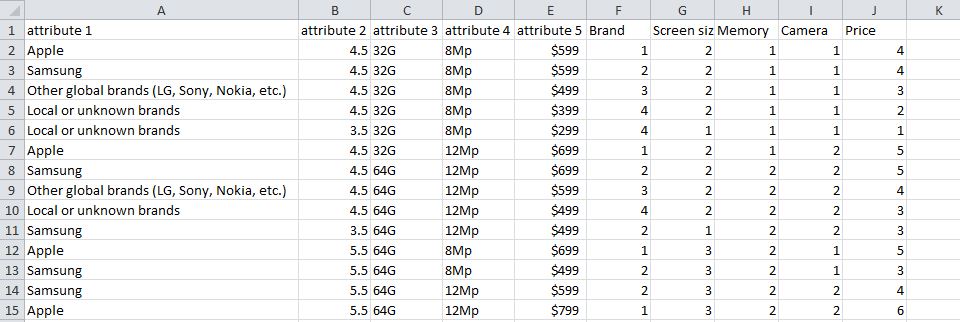 A B C D E F G H I J K
1 attribute 1 attribute 2 attribute 3 attribute 4 attribute 5 Brand Screen siz Memory Camera Price
2 Apple 4.5 32G 8Mp $599 1 2 1 1 4
3 Samsung 4.5 32G 8Mp $599 2 2 1 1 4
4 Other global brands (LG, Sony, Nokia, etc.) 4.5 32G 8Mp $499 3 2 1 1 3
5 Local or unknown brands 4.5 32G 8Mp $399 4 2 1 1 2
6 Local or unknown brands 3.5 32G 8Mp $299 4 1 1 1 1
7 Apple 4.5 32G 12Mp $699 1 2 1 2 5
8 Samsung 4.5 64G 12Mp $699 2 2 2 2 5
9 Other global brands (LG, Sony, Nokia, etc.) 4.5 64G 12Mp $599 3 2 2 2 4
10 Local or unknown brands 4.5 64G 12Mp $499 4 2 2 2 3
11 Samsung 3.5 64G 12Mp $499 2 1 2 2 3
12 Apple 5.5 64G 8Mp $699 1 3 2 1 5
13 Samsung 5.5 64G 8Mp $499 2 3 2 1 3
14 Samsung 5.5 64G 12Mp $599 2 3 2 2 4
15 Apple 5.5 64G 12Mp $799 1 3 2 2 6